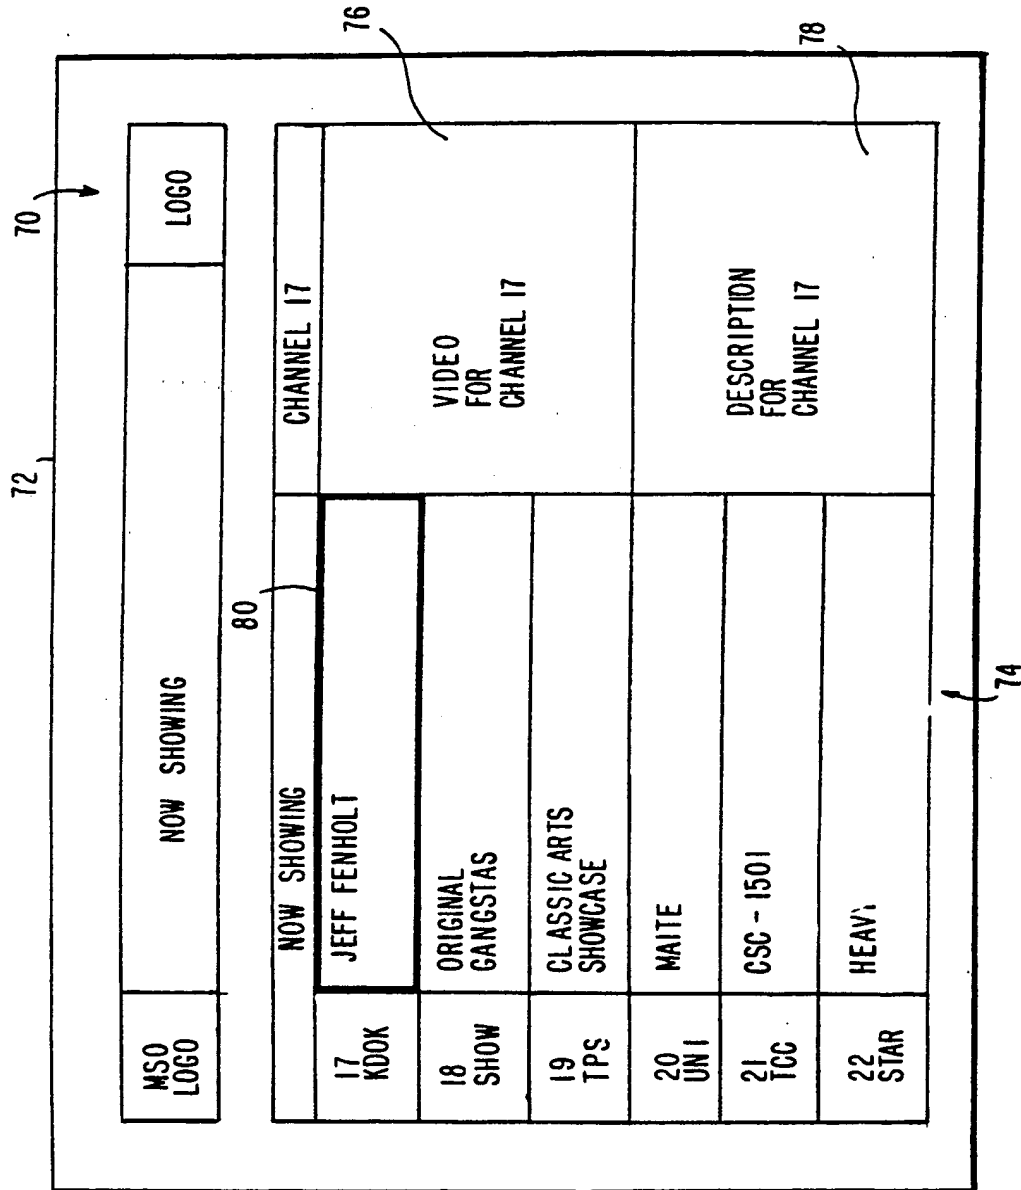 70
72
MSO
LOGO
NOW SHOWING
LOGO
80
NOW SHOWING
CHANNEL 17
17
KDOK
JEFF FENHOLT
VIDEO
FOR
CHANNEL 17
76
18
SHOW
ORIGINAL
GANGSTAS
19
TPS
CLASSIC ARTS
SHOWCASE
20
UNI
MAITE
DESCRIPTION
FOR
CHANNEL 17
78
21
TCC
CSC - 1501
22
STAR
HEAVY
74